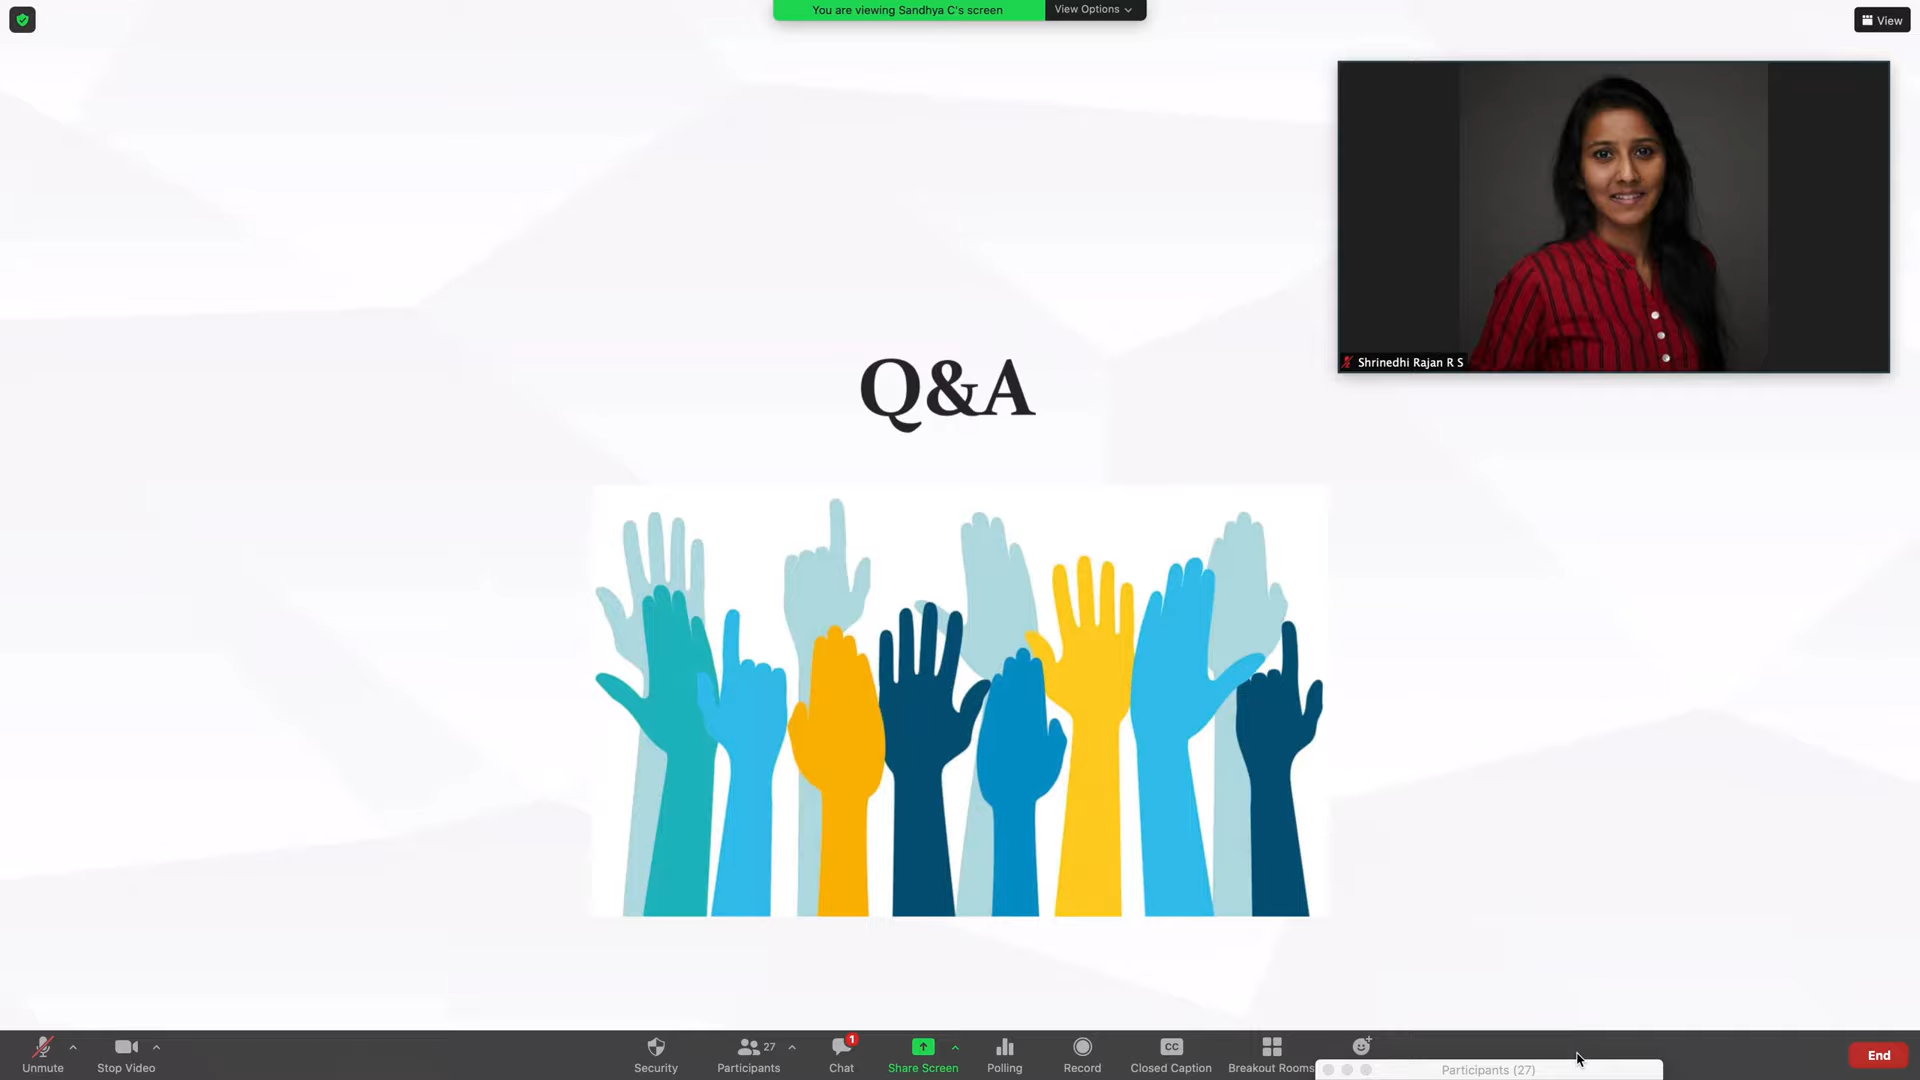 You are viewing Sandhya C's screen View Options
View
Shrinedhi Rajan R S
Q&A
Unmute
Stop Video
Security
27
Participants
1
Chat
Share Screen
Polling
Record
CC
Closed Caption
Breakout Rooms
Participants (27)
End